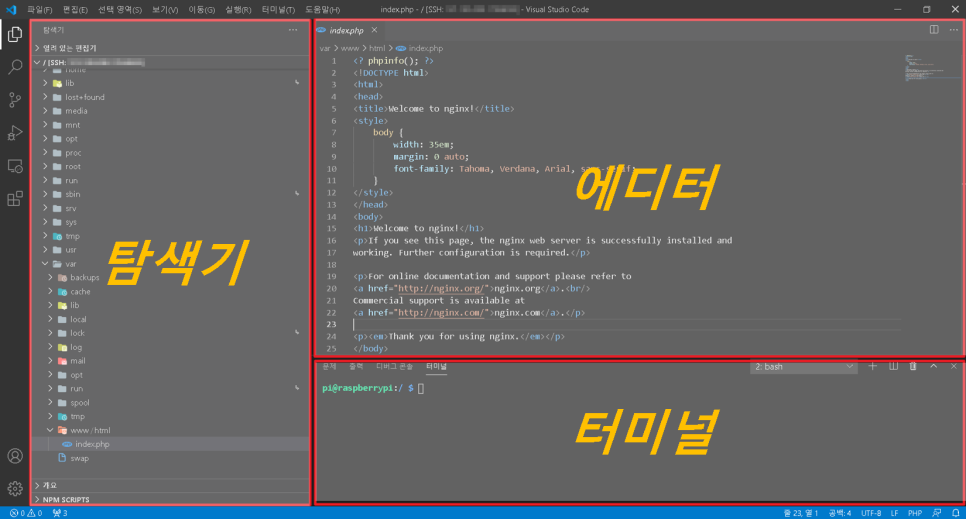 파일(F) 편집(E) 선택 영역(S) 보기(V) 이동(G) 실행(R) 터미널(T) 도움말(H)
index.php - / [SSH: - Visual Studio Code
탐색기
열려 있는 편집기
/ [SSH:
home
lib
lost+found
media
mnt
opt
proc
root
run
sbin
srv
sys
tmp
usr
var
backups
cache
lib
local
lock
log
mail
opt
run
spool
tmp
www / html
index.php
swap
개요
NPM SCRIPTS
탐색기
index.php
var > www > html > index.php
1 <? phpinfo(); ?>
2 <!DOCTYPE html>
3 <html>
4 <head>
5 <title>Welcome to nginx!</title>
6 <style>
7 body {
8 width: 35em;
9 margin: 0 auto;
10 font-family: Tahoma, Verdana, Arial, sans-serif;
11 }
12 </style>
13 </head>
14 <body>
15 <h1>Welcome to nginx!</h1>
16 <p>If you see this page, the nginx web server is successfully installed and
17 working. Further configuration is required.</p>
18
19 <p>For online documentation and support please refer to
20 <a href="http://nginx.org/">nginx.org</a>.<br/>
21 Commercial support is available at
22 <a href="http://nginx.com/">nginx.com</a>.</p>
23
24 <p><em>Thank you for using nginx.</em></p>
25 </body>
에디터
문제 출력 디버그 콘솔 터미널
2: bash
pi@raspberrypi:/ $
터미널
0 0 3
줄 23, 열 1 공백: 4 UTF-8 LF PHP